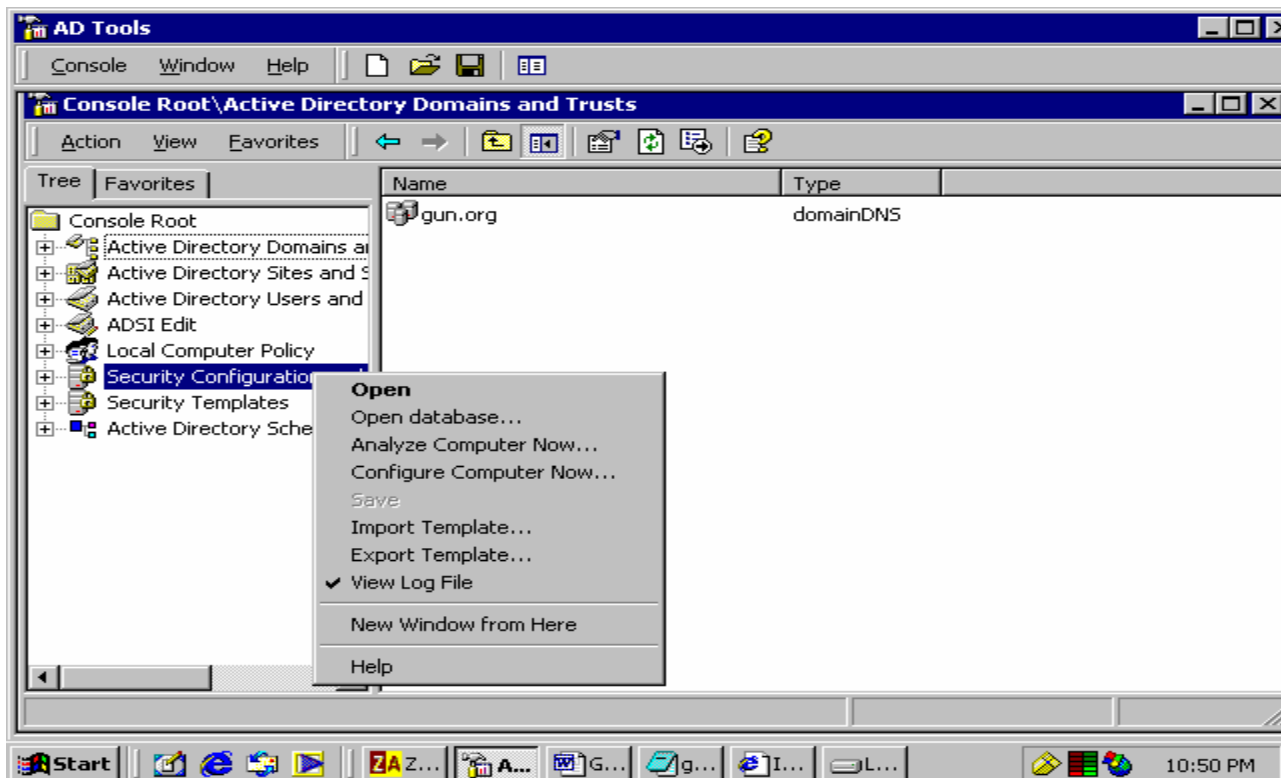 AD Tools
Console Window Help
Console Root\Active Directory Domains and Trusts
Action View Favorites
Tree Favorites
Name Type
Console Root
gun.org domainDNS
Active Directory Domains a
Active Directory Sites and S
Active Directory Users and
ADSI Edit
Local Computer Policy
Security Configuration
Security Templates
Active Directory Sche
Open
Open database...
Analyze Computer Now...
Configure Computer Now...
Save
Import Template...
Export Template...
View Log File
New Window from Here
Help
Start ZA Z... A... G... g... I... L... 10:50 PM